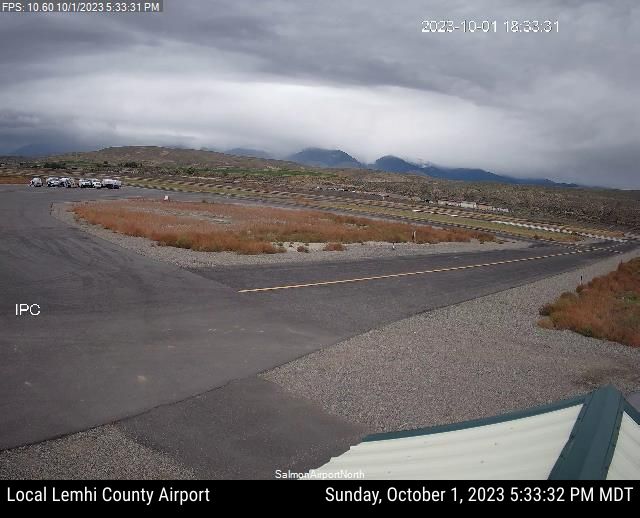 FPS: 10.60 10/1/2023 5:33:31 PM
2023-10-01 18:33:31
IPC
SalmonAirportNorth
Local Lemhi County Airport
Sunday, October 1, 2023 5:33:32 PM MDT